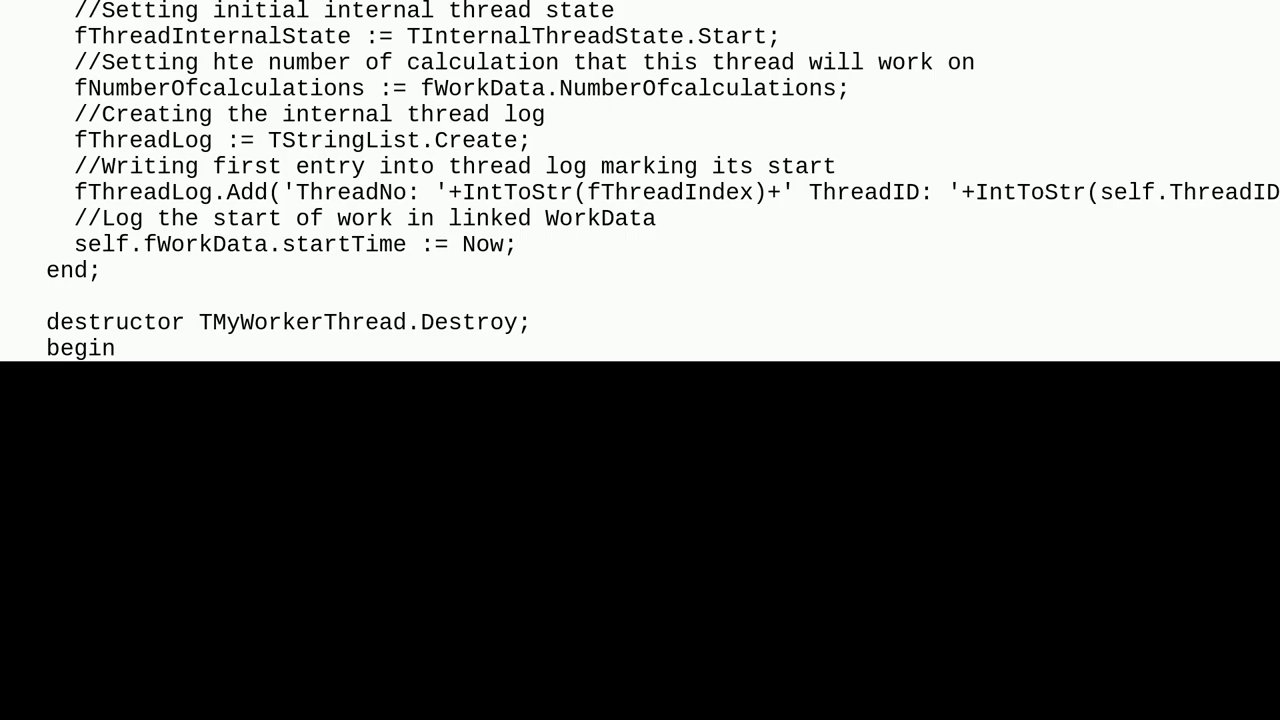 //Setting initial internal thread state
fThreadInternalState := TInternalThreadState.Start;
//Setting hte number of calculation that this thread will work on
fNumberOfcalculations := fWorkData.NumberOfcalculations;
//Creating the internal thread log
fThreadLog := TStringList.Create;
//Writing first entry into thread log marking its start
fThreadLog.Add('ThreadNo: '+IntToStr(fThreadIndex)+' ThreadID: '+IntToStr(self.ThreadID
//Log the start of work in linked WorkData
self.fWorkData.startTime := Now;
end;
destructor TMyWorkerThread.Destroy;
begin